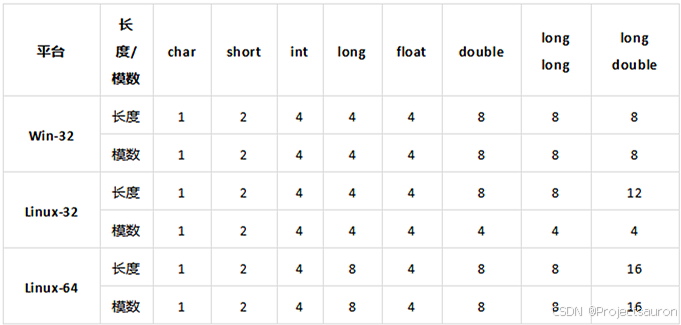 平台 长度/模数 char short int long float double long long long double
Win-32 长度 1 2 4 4 4 8 8 8
模数 1 2 4 4 4 8 8 8
Linux-32 长度 1 2 4 4 4 8 8 12
模数 1 2 4 4 4 4 4 4
Linux-64 长度 1 2 4 8 4 8 8 16
模数 1 2 4 8 4 8 8 16
CSDN @Projectsauron